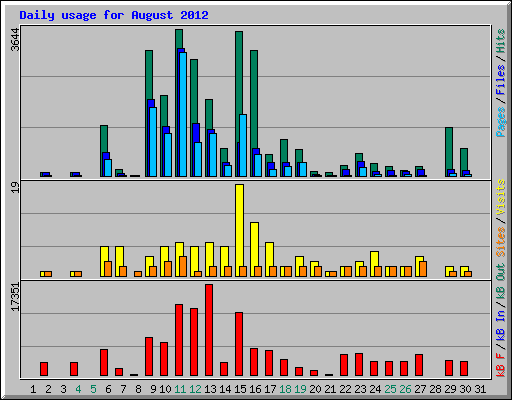 Daily usage for August 2012
3644
19
17351
Pages / Files / Hits
Sites / Visits
kB F / kB In / kB Out
1 2 3 4 5 6 7 8 9 10 11 12 13 14 15 16 17 18 19 20 21 22 23 24 25 26 27 28 29 30 31